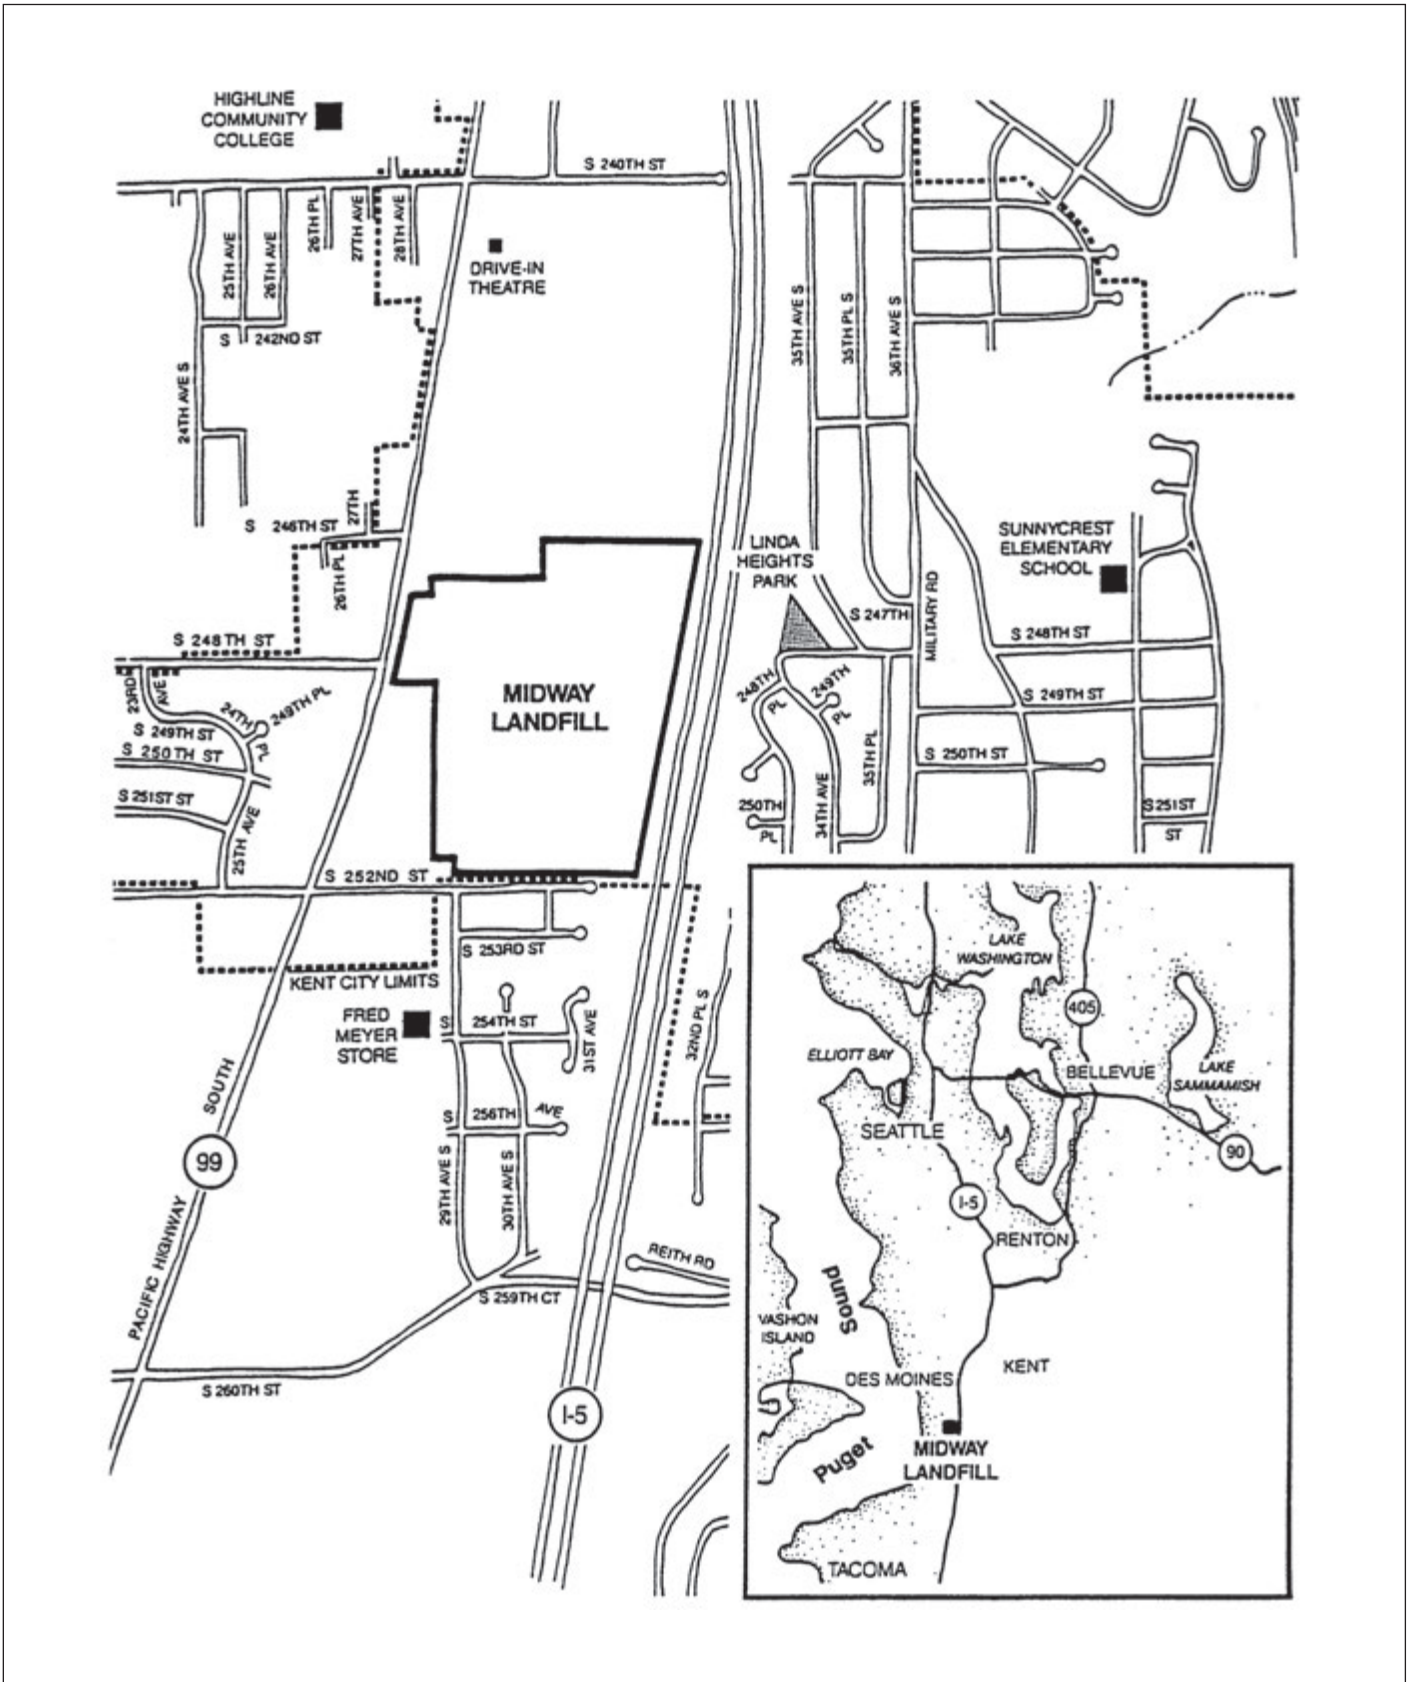 HIGHLINE
COMMUNITY
COLLEGE
S 240TH ST
25TH AVE
26TH AVE
26TH PL
27TH AVE
28TH AVE
DRIVE-IN
THEATRE
S 242ND ST
24TH AVE S
35TH AVE S
35TH PL S
36TH AVE S
S 246TH ST
27TH
26TH PL
LINDA
HEIGHTS
PARK
SUNNYCREST
ELEMENTARY
SCHOOL
S 247TH
MILITARY RD
S 248TH ST
S 248TH ST
23RD
AVE
24TH
PL
249TH PL
S 249TH ST
S 250TH ST
S 251ST ST
25TH AVE
MIDWAY
LANDFILL
248TH
PL
249TH
PL
S 249TH ST
35TH PL
34TH AVE
S 250TH ST
250TH
PL
S 251ST
ST
S 252ND ST
S 253RD ST
KENT CITY LIMITS
FRED
MEYER
STORE
S 254TH ST
31ST AVE
32ND PL S
S 256TH AVE
29TH AVE S
30TH AVE S
SOUTH
99
PACIFIC HIGHWAY
REITH RD
S 259TH CT
S 260TH ST
I-5
LAKE
WASHINGTON
405
ELLIOTT BAY
BELLEVUE
LAKE
SAMMAMISH
SEATTLE
90
I-5
RENTON
Sound
VASHON
ISLAND
KENT
DES MOINES
Puget
MIDWAY
LANDFILL
TACOMA